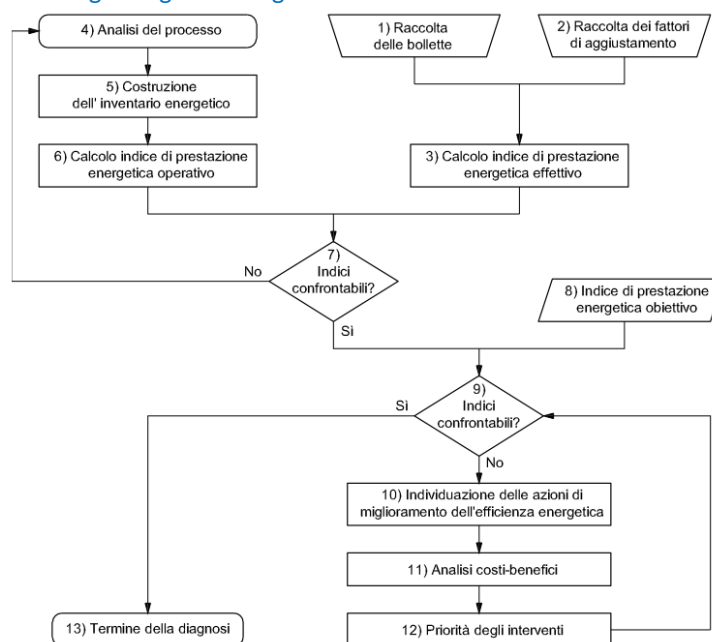 4) Analisi del processo
1) Raccolta
delle bollette
2) Raccolta dei fattori
di aggiustamento
5) Costruzione
dell' inventario energetico
6) Calcolo indice di prestazione
energetica operativo
3) Calcolo indice di prestazione
energetica effettivo
7)
Indici
confrontabili?
No
Sì
8) Indice di prestazione
energetica obiettivo
9)
Indici
confrontabili?
Sì
No
10) Individuazione delle azioni di
miglioramento dell'efficienza energetica
11) Analisi costi-benefici
12) Priorità degli interventi
13) Termine della diagnosi